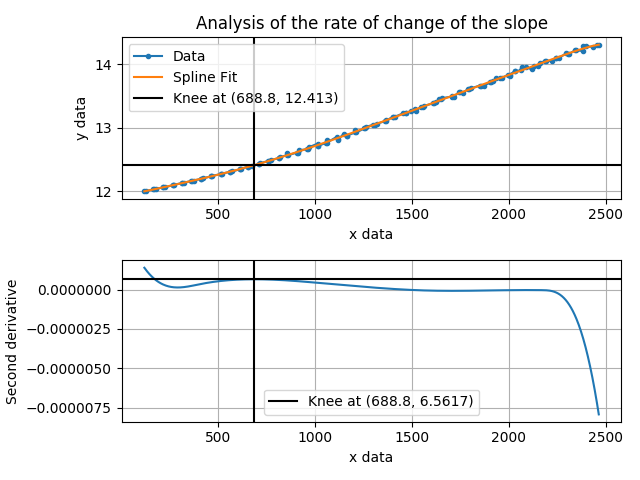 Analysis of the rate of change of the slope
Data
Spline Fit
Knee at (688.8, 12.413)
14
13
12
y data
500 1000 1500 2000 2500
x data
0.0000000
−0.0000025
−0.0000050
−0.0000075
Second derivative
Knee at (688.8, 6.5617)
500 1000 1500 2000 2500
x data